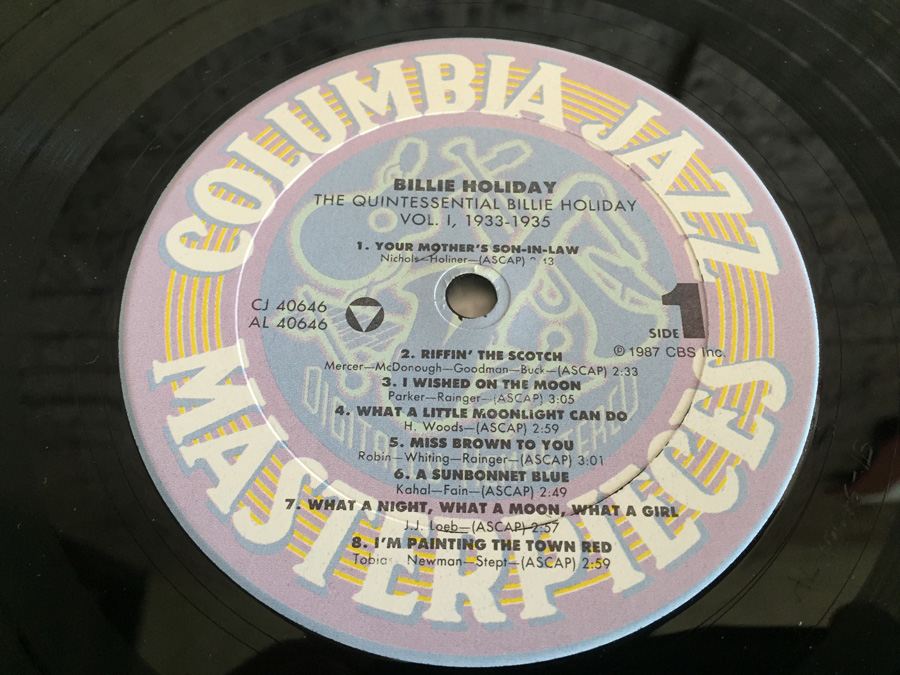 COLUMBIA JAZZ
BILLIE HOLIDAY
THE QUINTESSENTIAL BILLIE HOLIDAY
VOL. I, 1933-1935
1. YOUR MOTHER'S SON-IN-LAW
Nichols—Holiner—(ASCAP)
CJ 40646
AL 40646
SIDE 1
℗ 1987 CBS Inc.
2. RIFFIN' THE SCOTCH
Mercer—McDonough—Goodman—Buck—(ASCAP) 2:33
3. I WISHED ON THE MOON
Parker—Rainger—(ASCAP) 3:05
4. WHAT A LITTLE MOONLIGHT CAN DO
H. Woods—(ASCAP) 2:59
5. MISS BROWN TO YOU
Robin—Whiting—Rainger—(ASCAP) 3:01
6. A SUNBONNET BLUE
Kahal—Fain—(ASCAP) 2:49
7. WHAT A NIGHT, WHAT A MOON, WHAT A GIRL
J.J. Loeb—(ASCAP) 2:57
8. I'M PAINTING THE TOWN RED
Tobias Newman—Stept—(ASCAP) 2:59
MASTERPIECES